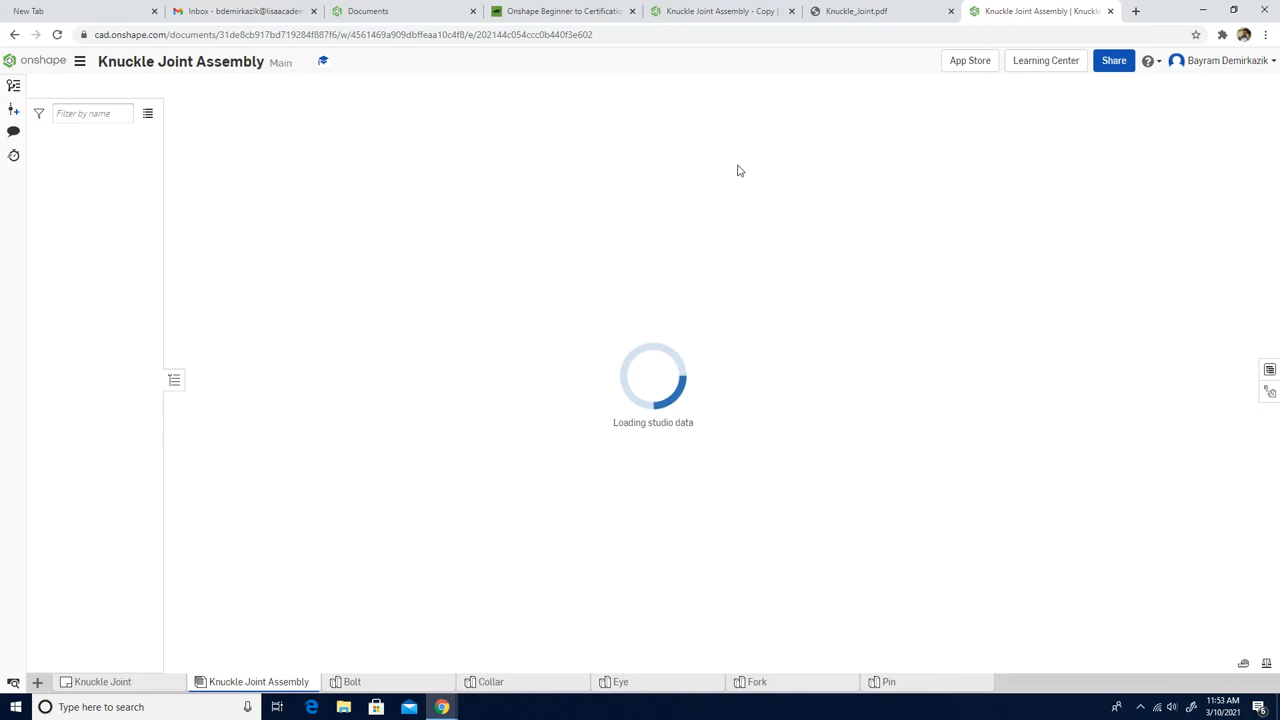 New Tab
Inbox - bdemirkazik@lisaacadem
Documents
Onshape Beginner to Certificatio
Knuckle Joint Assembly - Copy |
Knuckle_Joint.pdf
Knuckle Joint Assembly | Knuckle
cad.onshape.com/documents/31de8cb917bd719284f887f6/w/4561469a909dbffeaa10c4f8/e/202144c054ccc0b440f3e602
onshape
Knuckle Joint Assembly Main
App Store
Learning Center
Share
Bayram Demirkazik
Filter by name
Loading studio data
Knuckle Joint
Knuckle Joint Assembly
Bolt
Collar
Eye
Fork
Pin
Type here to search
11:53 AM
3/10/2021
6